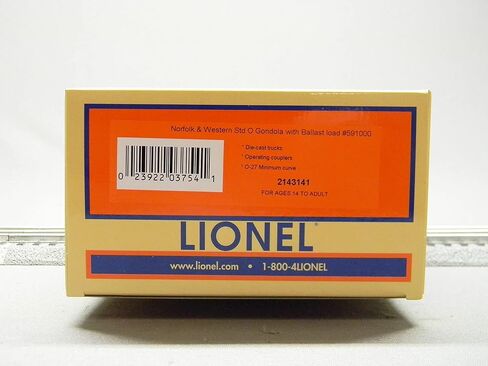 Norfolk & Western Std O Gondola with Ballast load #591000
* Die-cast trucks
* Operating couplers
* O-27 Minimum curve
0 23922 03754 1
2143141
FOR AGES 14 TO ADULT
LIONEL
www.lionel.com • 1-800-4LIONEL